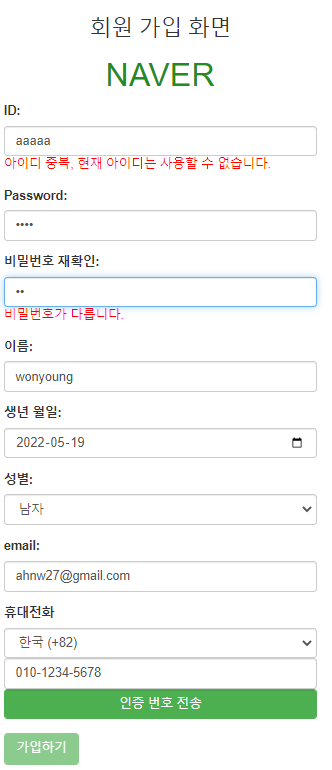 회원 가입 화면
NAVER
ID:
aaaaa
아이디 중복, 현재 아이디는 사용할 수 없습니다.
Password:
••••
비밀번호 재확인:
••
비밀번호가 다릅니다.
이름:
wonyoung
생년 월일:
2022-05-19
성별:
남자
email:
ahnw27@gmail.com
휴대전화
한국 (+82)
010-1234-5678
인증 번호 전송
가입하기